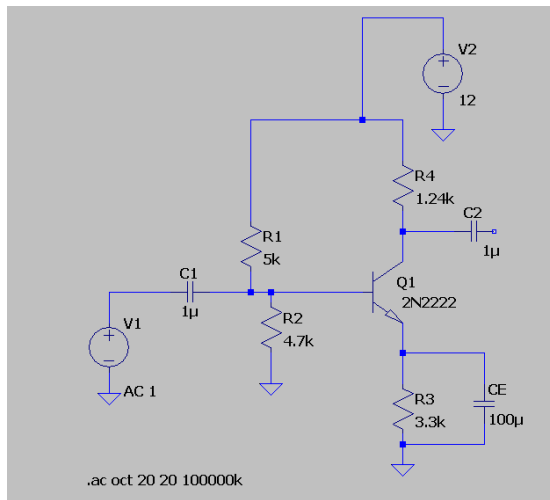 V2
12
R4
1.24k
C2
1µ
R1
5k
C1
1µ
Q1
2N2222
R2
4.7k
V1
AC 1
R3
3.3k
CE
100µ
.ac oct 20 20 100000k